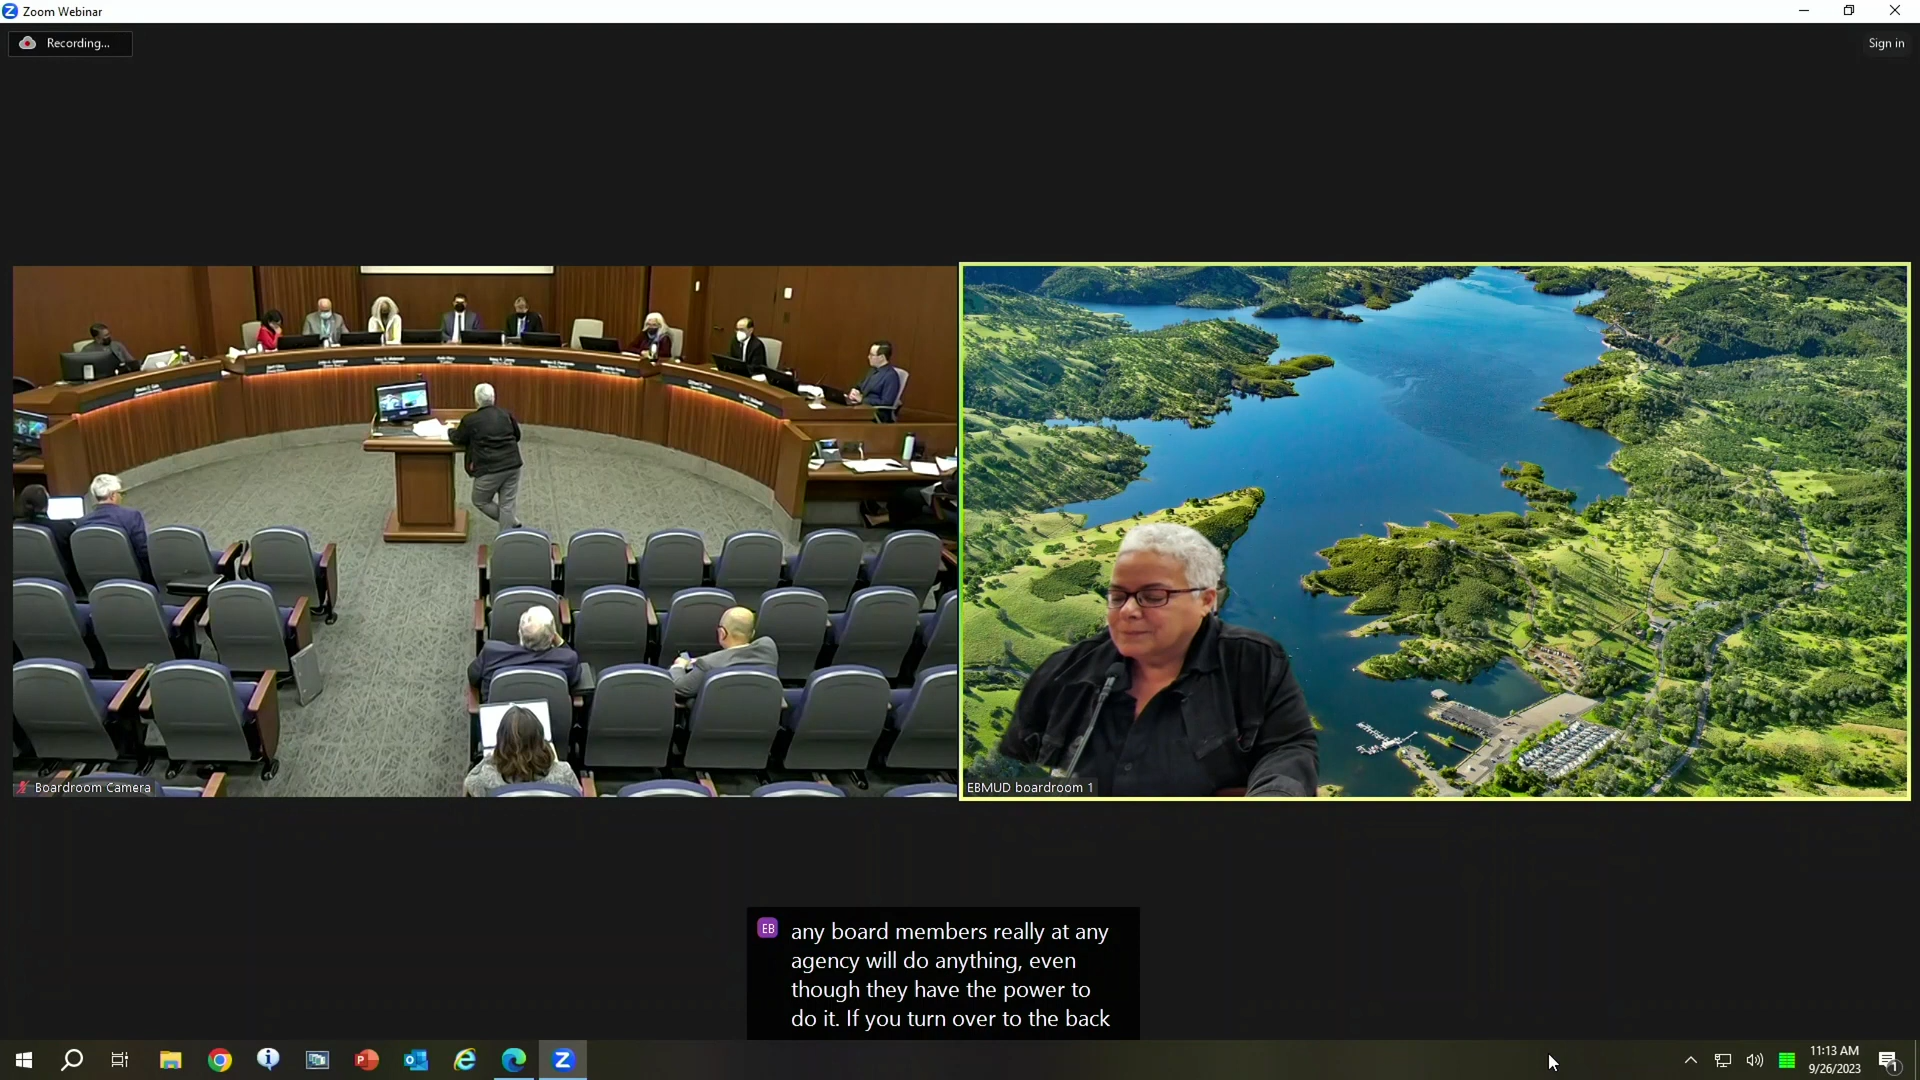 Zoom Webinar
Recording...
Sign in
Boardroom Camera
EBMUD boardroom 1
EB
any board members really at any
agency will do anything, even
though they have the power to
do it. If you turn over to the back
11:13 AM
9/26/2023
1